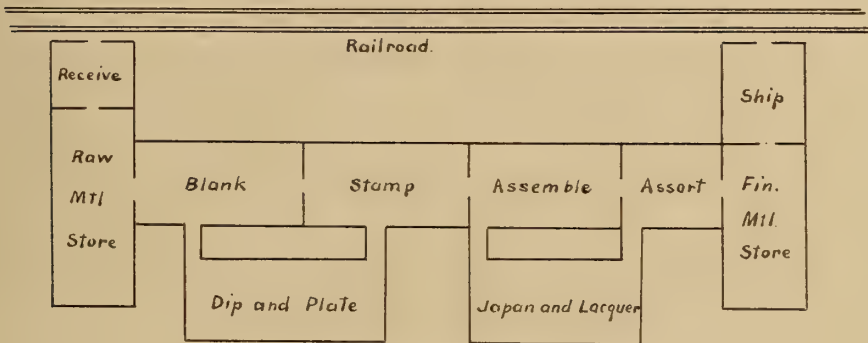 Railroad.
Receive
Ship
Raw
Mtl
Store
Blank
Stamp
Assemble
Assort
Fin.
Mtl.
Store
Dip and Plate
Japan and Lacquer